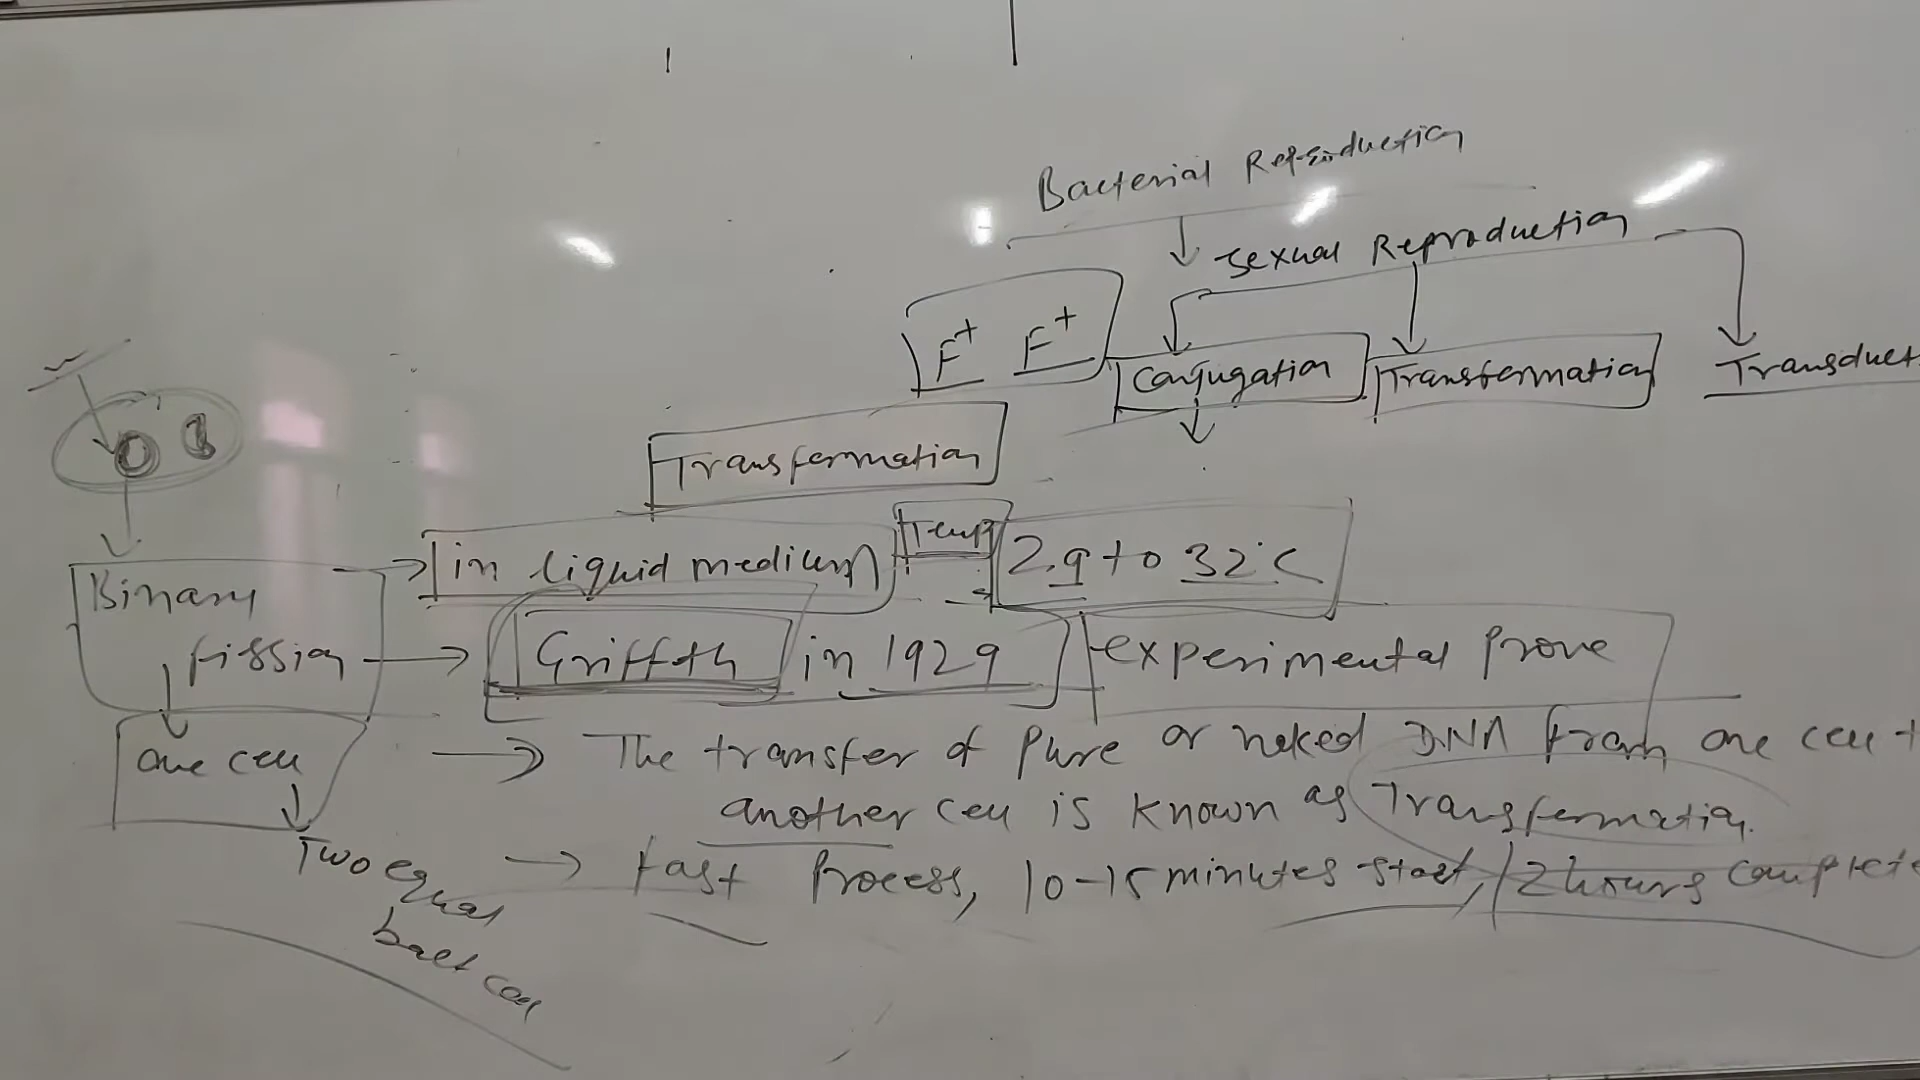 Bacterial Reproduction
Sexual Reproduction
F+ F+
Conjugation Transformation Transduct
Transformation
in liquid medium Temp 29 to 32°C
Binary
fission
Griffth in 1929 experimental prove
one cell
The transfer of pure or naked DNA from one cell t
another cell is known as Transformation.
Two equal
bact cell
Fast Process, 10-15 minutes start, 2 hours complete